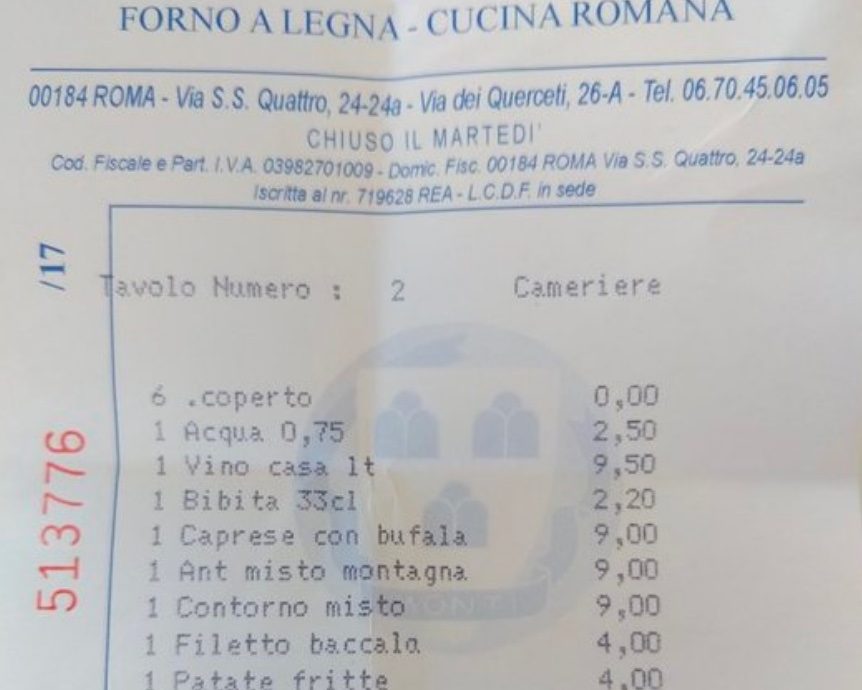 FORNO A LEGNA - CUCINA ROMANA
00184 ROMA - Via S.S. Quattro, 24-24a - Via dei Querceti, 26-A - Tel. 06.70.45.06.05
CHIUSO IL MARTEDI'
Cod. Fiscale e Part. I.V.A. 03982701009 - Domic. Fisc. 00184 ROMA Via S.S. Quattro, 24-24a
Iscritta al nr. 719628 REA - L.C.D.F. in sede
/17
513776
Tavolo Numero : 2 Cameriere
6 .coperto 0,00
1 Acqua 0,75 2,50
1 Vino casa lt 9,50
1 Bibita 33cl 2,20
1 Caprese con bufala 9,00
1 Ant misto montagna 9,00
1 Contorno misto 9,00
1 Filetto baccala 4,00
1 Patate fritte 4,00
MONTI